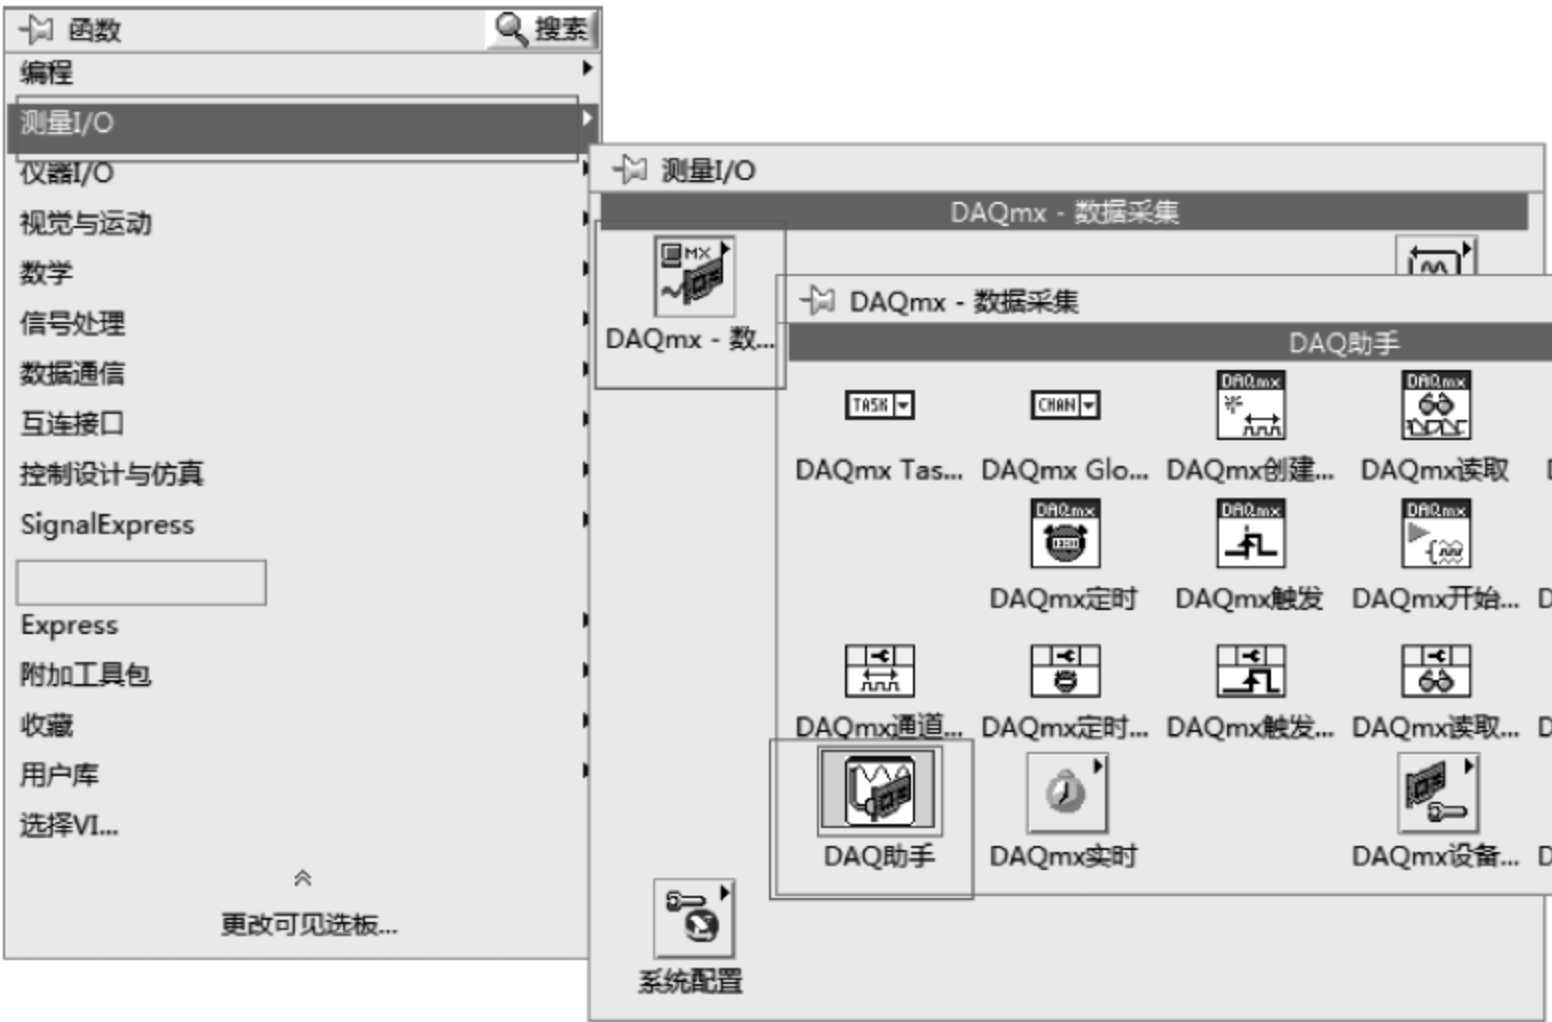 函数
搜索
编程
测量I/O
仪器I/O
视觉与运动
数学
信号处理
数据通信
互连接口
控制设计与仿真
SignalExpress
Express
附加工具包
收藏
用户库
选择VI...
更改可见选板...
测量I/O
DAQmx - 数据采集
MX
DAQmx - 数...
系统配置
DAQmx - 数据采集
DAQ助手
TASK
CHAN
DAQmx
DAQmx
DAQmx Tas...
DAQmx Glo...
DAQmx创建...
DAQmx读取
DAQmx
DAQmx
DAQmx
DAQmx定时
DAQmx触发
DAQmx开始...
DAQmx通道...
DAQmx定时...
DAQmx触发...
DAQmx读取...
DAQ助手
DAQmx实时
DAQmx设备...